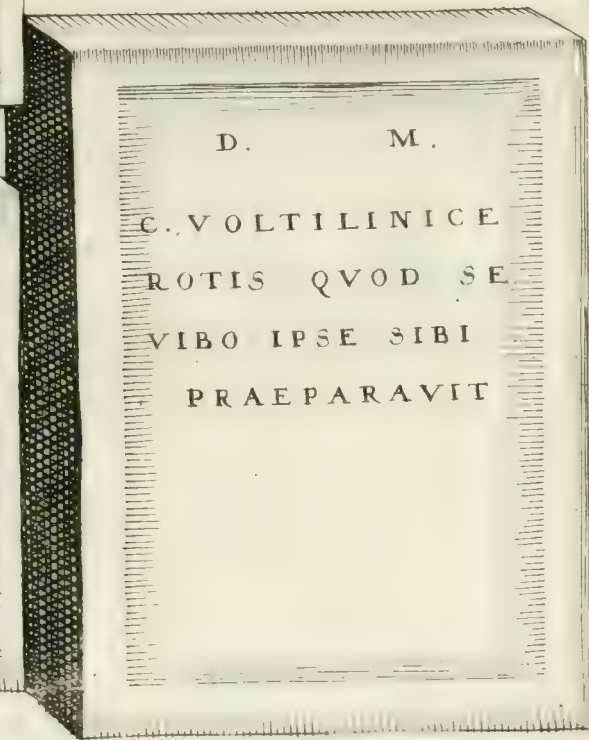 D. M.
C. VOLTILINICE
ROTIS QVOD SE
VIBO IPSE SIBI
PRAEPARAVIT